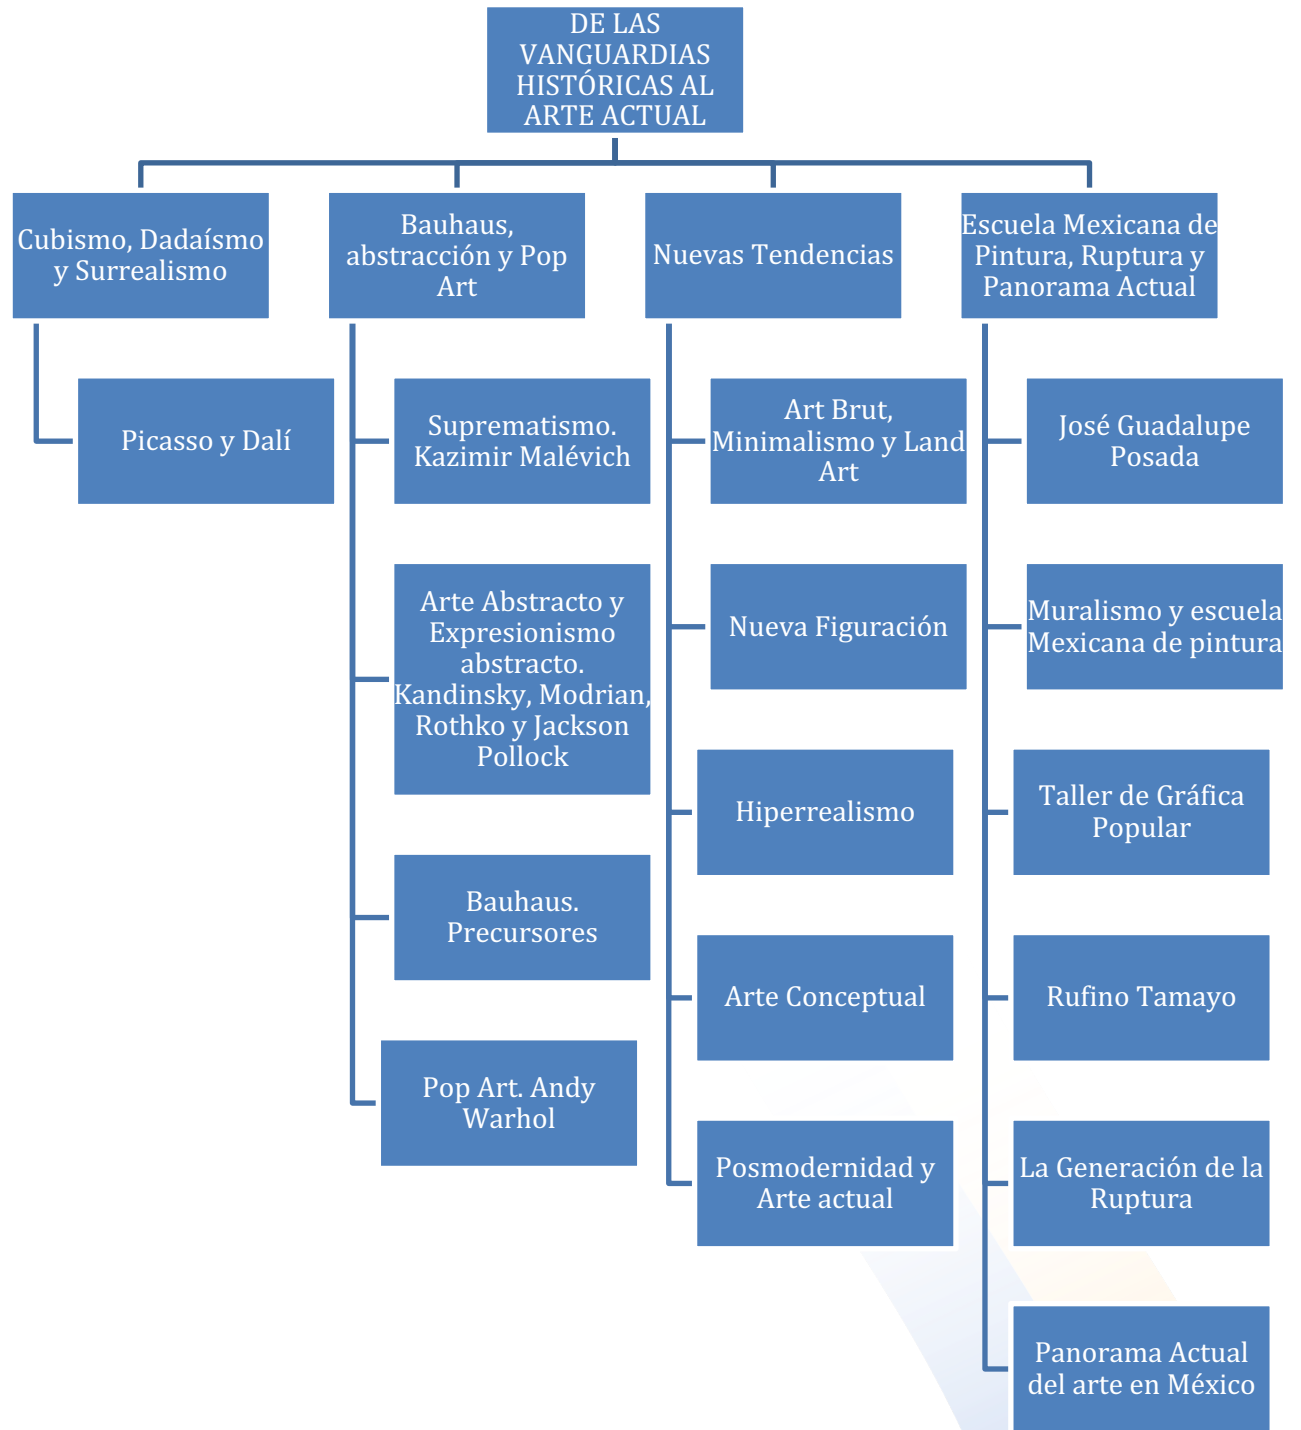 DE LAS
VANGUARDIAS
HISTÓRICAS AL
ARTE ACTUAL
Cubismo, Dadaísmo
y Surrealismo
Picasso y Dalí
Bauhaus,
abstracción y Pop
Art
Suprematismo.
Kazimir Malévich
Arte Abstracto y
Expresionismo
abstracto.
Kandinsky, Modrian,
Rothko y Jackson
Pollock
Bauhaus.
Precursores
Pop Art. Andy
Warhol
Nuevas Tendencias
Art Brut,
Minimalismo y Land
Art
Nueva Figuración
Hiperrealismo
Arte Conceptual
Posmodernidad y
Arte actual
Escuela Mexicana de
Pintura, Ruptura y
Panorama Actual
José Guadalupe
Posada
Muralismo y escuela
Mexicana de pintura
Taller de Gráfica
Popular
Rufino Tamayo
La Generación de la
Ruptura
Panorama Actual
del arte en México